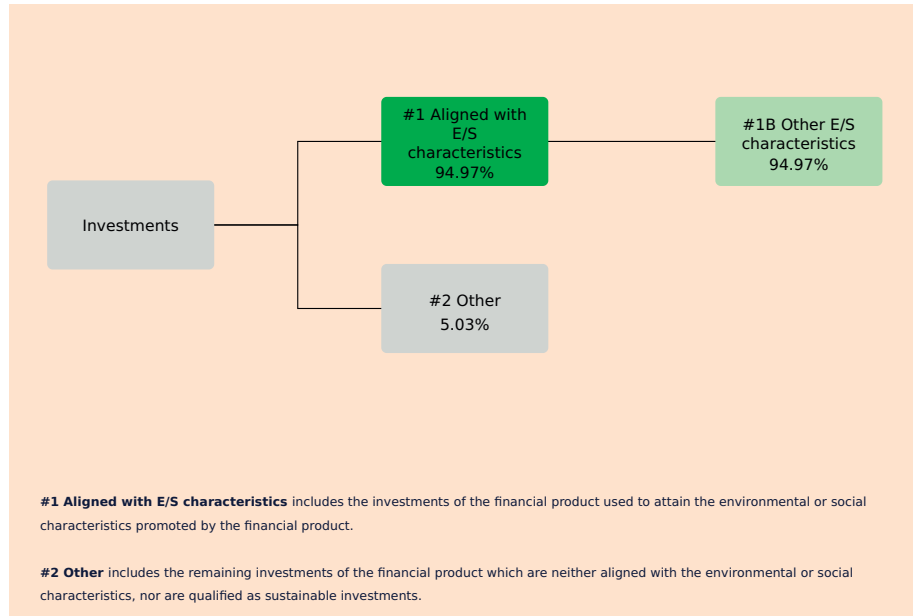 #1 Aligned with
E/S
characteristics
94.97%
#1B Other E/S
characteristics
94.97%
Investments
#2 Other
5.03%
#1 Aligned with E/S characteristics includes the investments of the financial product used to attain the environmental or social
characteristics promoted by the financial product.
#2 Other includes the remaining investments of the financial product which are neither aligned with the environmental or social
characteristics, nor are qualified as sustainable investments.